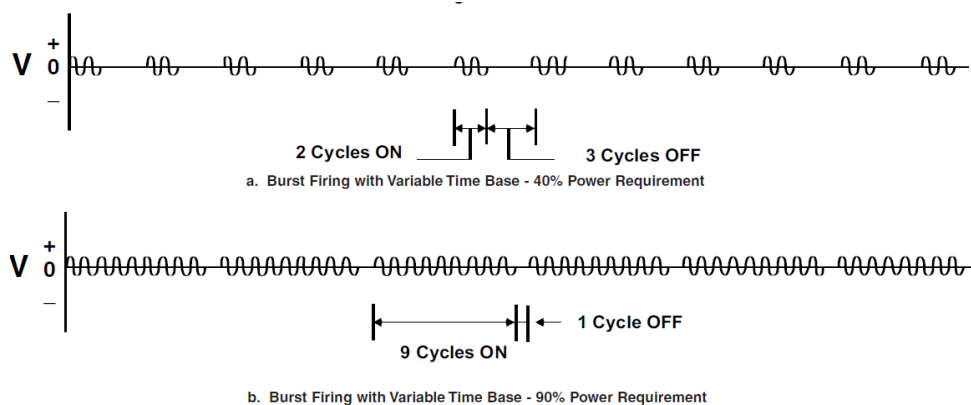 +
V 0
–
2 Cycles ON 3 Cycles OFF
a. Burst Firing with Variable Time Base - 40% Power Requirement
+
V 0
–
1 Cycle OFF
9 Cycles ON
b. Burst Firing with Variable Time Base - 90% Power Requirement